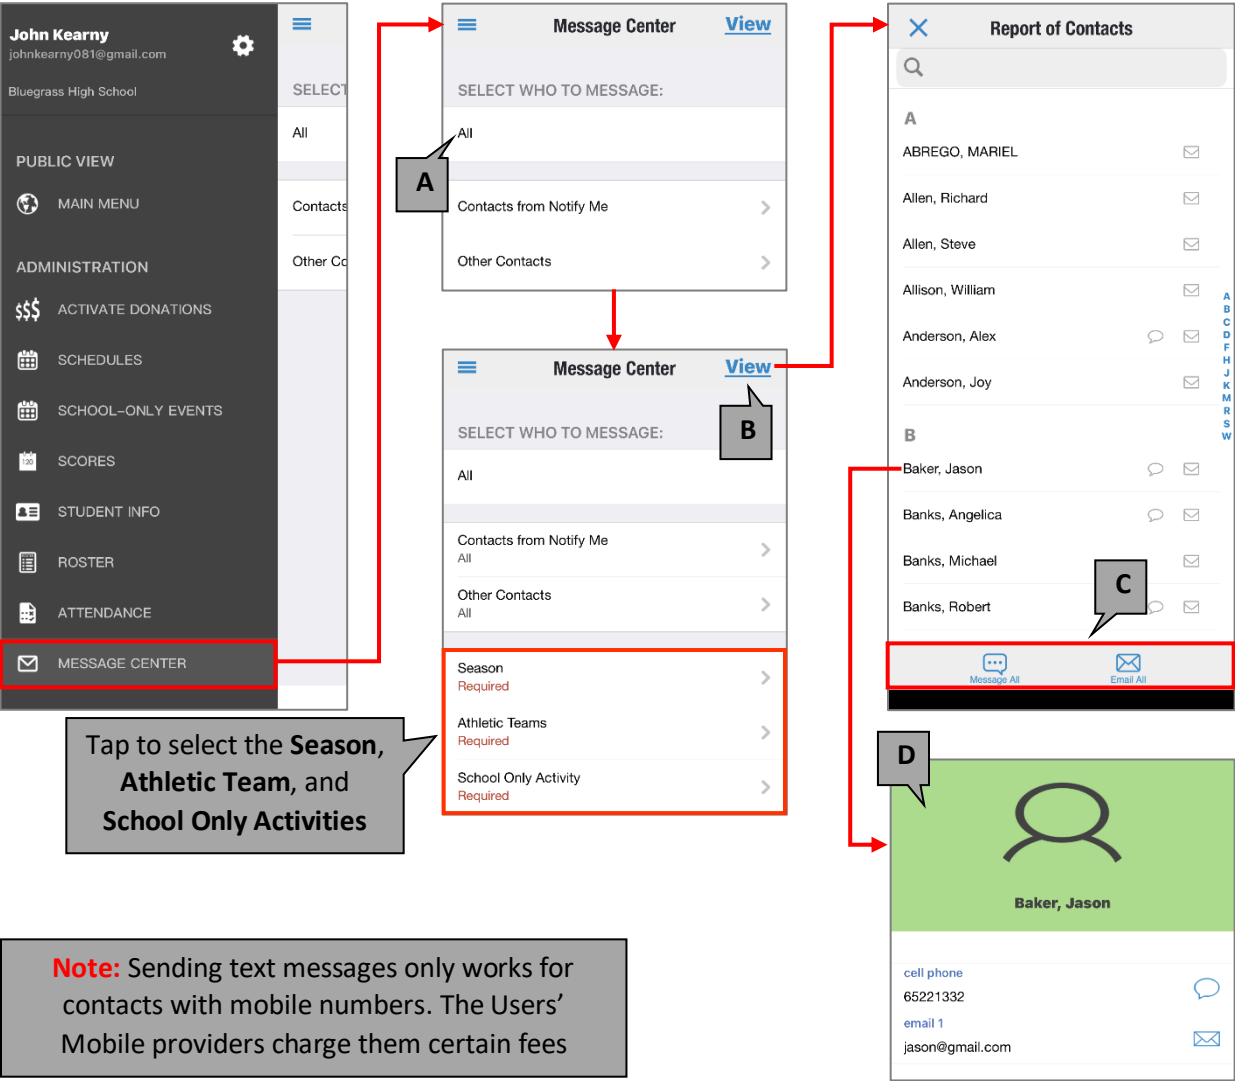 John Kearny
johnkearny081@gmail.com
Bluegrass High School
PUBLIC VIEW
MAIN MENU
ADMINISTRATION
$$$ ACTIVATE DONATIONS
SCHEDULES
SCHOOL-ONLY EVENTS
SCORES
STUDENT INFO
ROSTER
ATTENDANCE
MESSAGE CENTER
SELECT
All
Contacts
Other Co
Message Center View
SELECT WHO TO MESSAGE:
All
A
Contacts from Notify Me
Other Contacts
Message Center View
B
SELECT WHO TO MESSAGE:
All
Contacts from Notify Me
All
Other Contacts
All
Season
Required
Athletic Teams
Required
School Only Activity
Required
Tap to select the Season,
Athletic Team, and
School Only Activities
Report of Contacts
A
ABREGO, MARIEL
Allen, Richard
Allen, Steve
Allison, William
Anderson, Alex
Anderson, Joy
B
Baker, Jason
Banks, Angelica
Banks, Michael
Banks, Robert
A
B
C
D
F
H
J
K
M
R
S
W
C
Message All Email All
D
Baker, Jason
cell phone
65221332
email 1
jason@gmail.com
Note: Sending text messages only works for
contacts with mobile numbers. The Users’
Mobile providers charge them certain fees